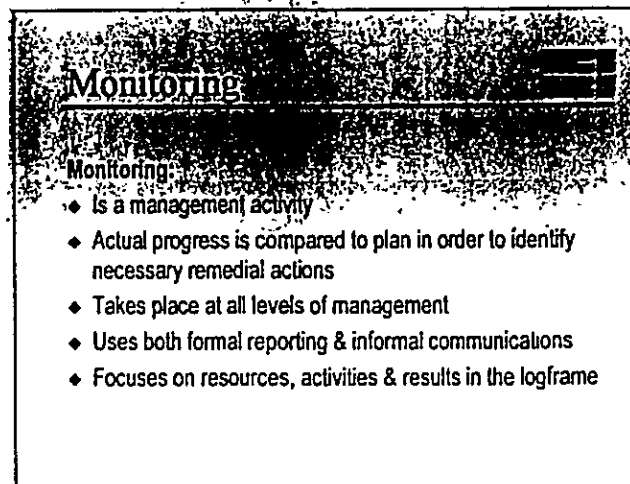 Monitoring
Monitoring:
◆ Is a management activity
◆ Actual progress is compared to plan in order to identify
necessary remedial actions
◆ Takes place at all levels of management
◆ Uses both formal reporting & informal communications
◆ Focuses on resources, activities & results in the logframe